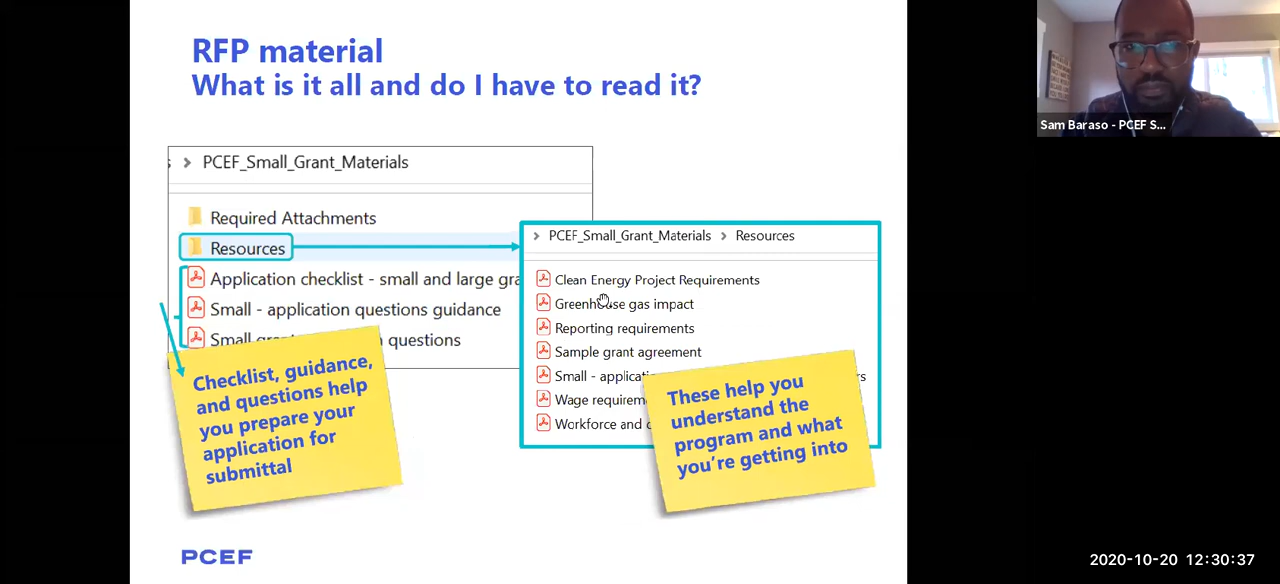 RFP material
What is it all and do I have to read it?
PCEF_Small_Grant_Materials
Required Attachments
Resources
Application checklist - small and large gra
Small - application questions guidance
Small questions
Checklist, guidance,
and questions help
you prepare your
application for
submittal
PCEF_Small_Grant_Materials > Resources
Clean Energy Project Requirements
Greenhouse gas impact
Reporting requirements
Sample grant agreement
Small - applicatio
Wage requirem
Workforce and
These help you
understand the
program and what
you're getting into
PCEF
Sam Baraso - PCEF S...
2020-10-20 12:30:37